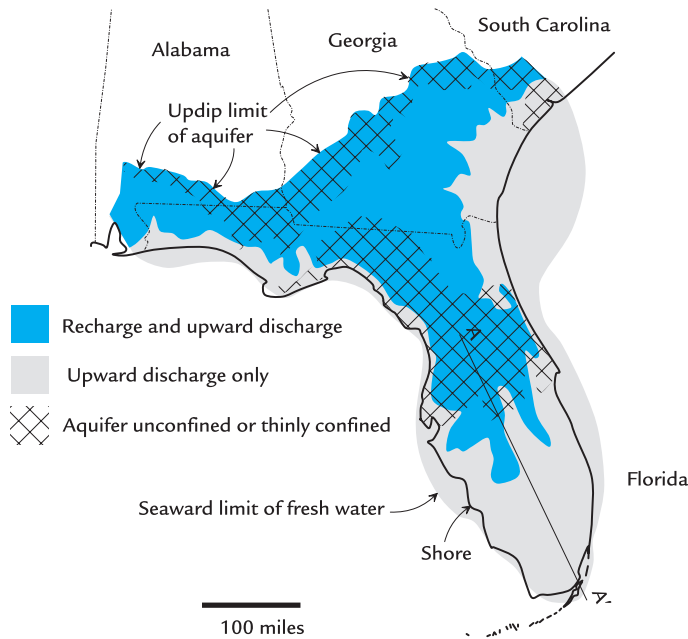 South Carolina
Georgia
Alabama
Updip limit
of aquifer
Recharge and upward discharge
A
Upward discharge only
Aquifer unconfined or thinly confined
Florida
Seaward limit of fresh water
Shore
A'
100 miles